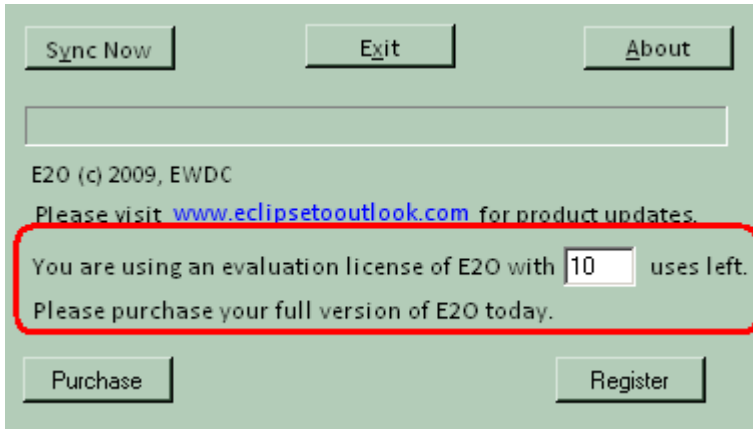 Sync Now Exit About
E2O (c) 2009, EWDC
Please visit www.eclipsetooutlook.com for product updates.
You are using an evaluation license of E2O with 10 uses left.
Please purchase your full version of E2O today.
Purchase Register